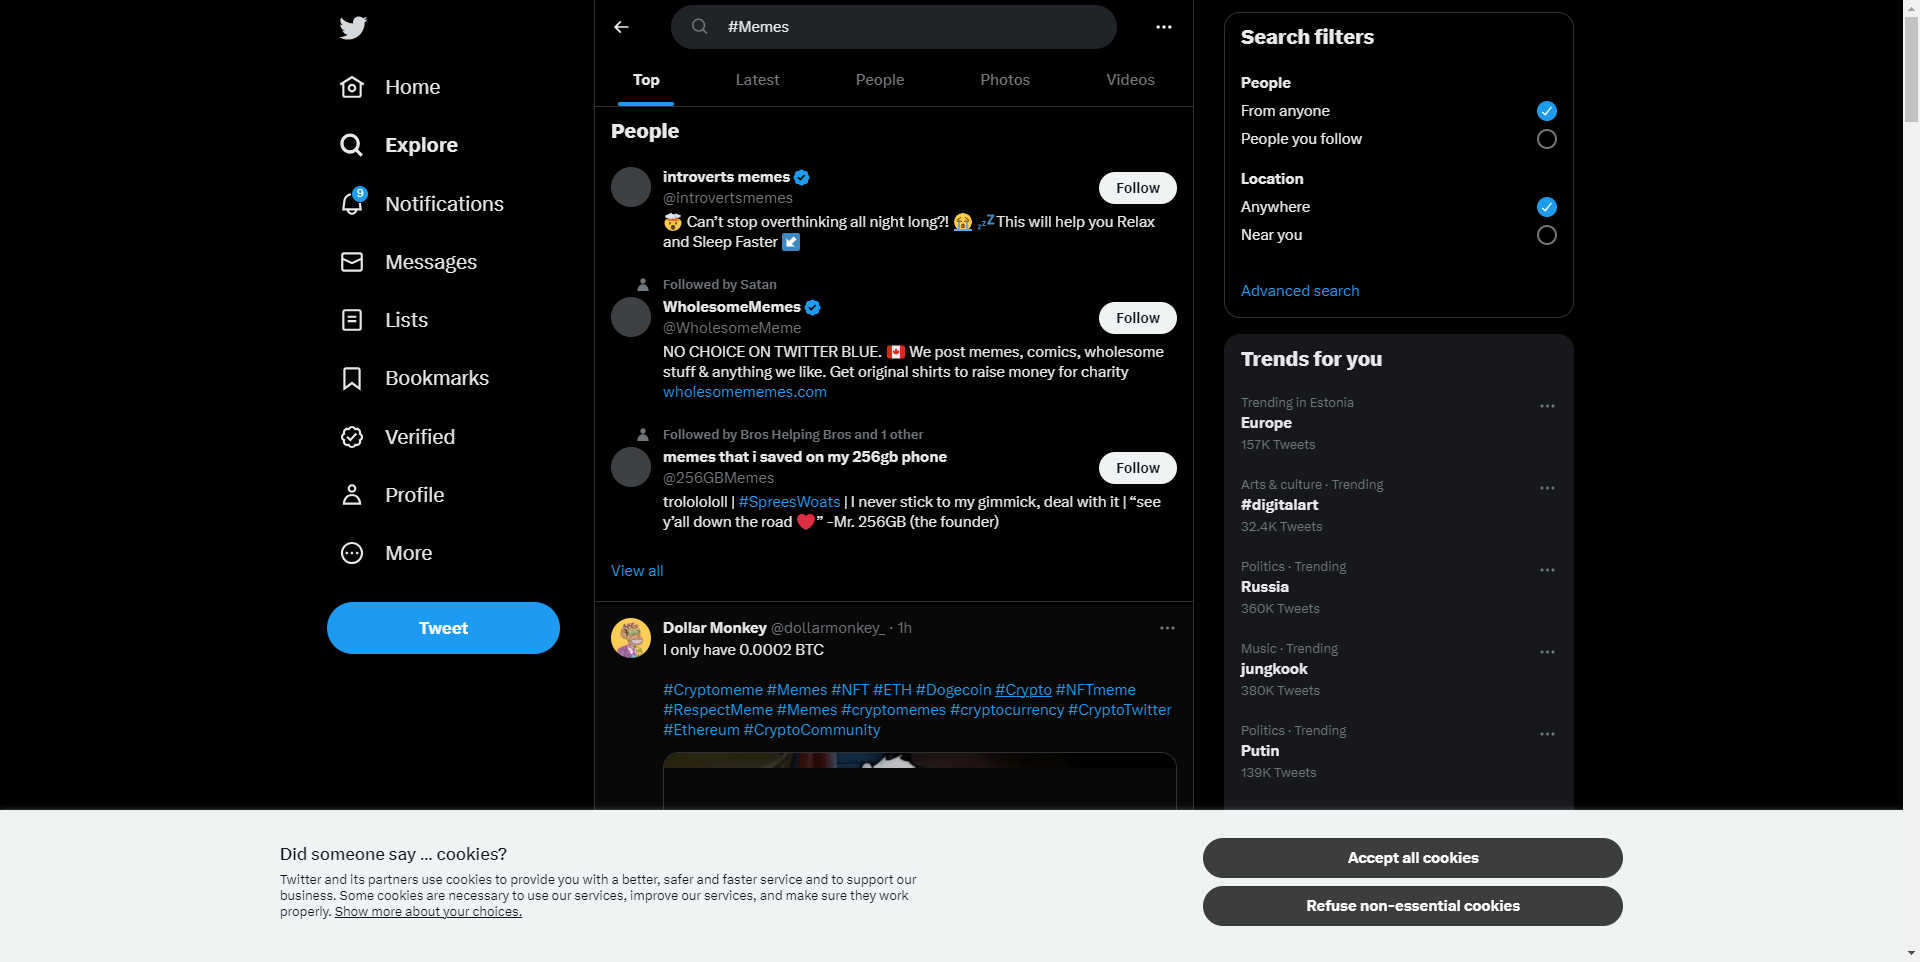 Home
Explore
9
Notifications
Messages
Lists
Bookmarks
Verified
Profile
More
Tweet
#Memes
Top
Latest
People
Photos
Videos
People
introverts memes
@introvertsmemes
Follow
🤯 Can’t stop overthinking all night long?! 😭 💤This will help you Relax
and Sleep Faster ↙️
Followed by Satan
WholesomeMemes
@WholesomeMeme
Follow
NO CHOICE ON TWITTER BLUE. 🇨🇦 We post memes, comics, wholesome
stuff & anything we like. Get original shirts to raise money for charity
wholesomememes.com
Followed by Bros Helping Bros and 1 other
memes that i saved on my 256gb phone
@256GBMemes
Follow
trololololl | #SpreesWoats | I never stick to my gimmick, deal with it | “see
y’all down the road ❤️” -Mr. 256GB (the founder)
View all
Dollar Monkey @dollarmonkey_ · 1h
I only have 0.0002 BTC
#Cryptomeme #Memes #NFT #ETH #Dogecoin #Crypto #NFTmeme
#RespectMeme #Memes #cryptomemes #cryptocurrency #CryptoTwitter
#Ethereum #CryptoCommunity
Search filters
People
From anyone
People you follow
Location
Anywhere
Near you
Advanced search
Trends for you
Trending in Estonia
Europe
157K Tweets
Arts & culture · Trending
#digitalart
32.4K Tweets
Politics · Trending
Russia
360K Tweets
Music · Trending
jungkook
380K Tweets
Politics · Trending
Putin
139K Tweets
Did someone say … cookies?
Twitter and its partners use cookies to provide you with a better, safer and faster service and to support our
business. Some cookies are necessary to use our services, improve our services, and make sure they work
properly. Show more about your choices.
Accept all cookies
Refuse non-essential cookies